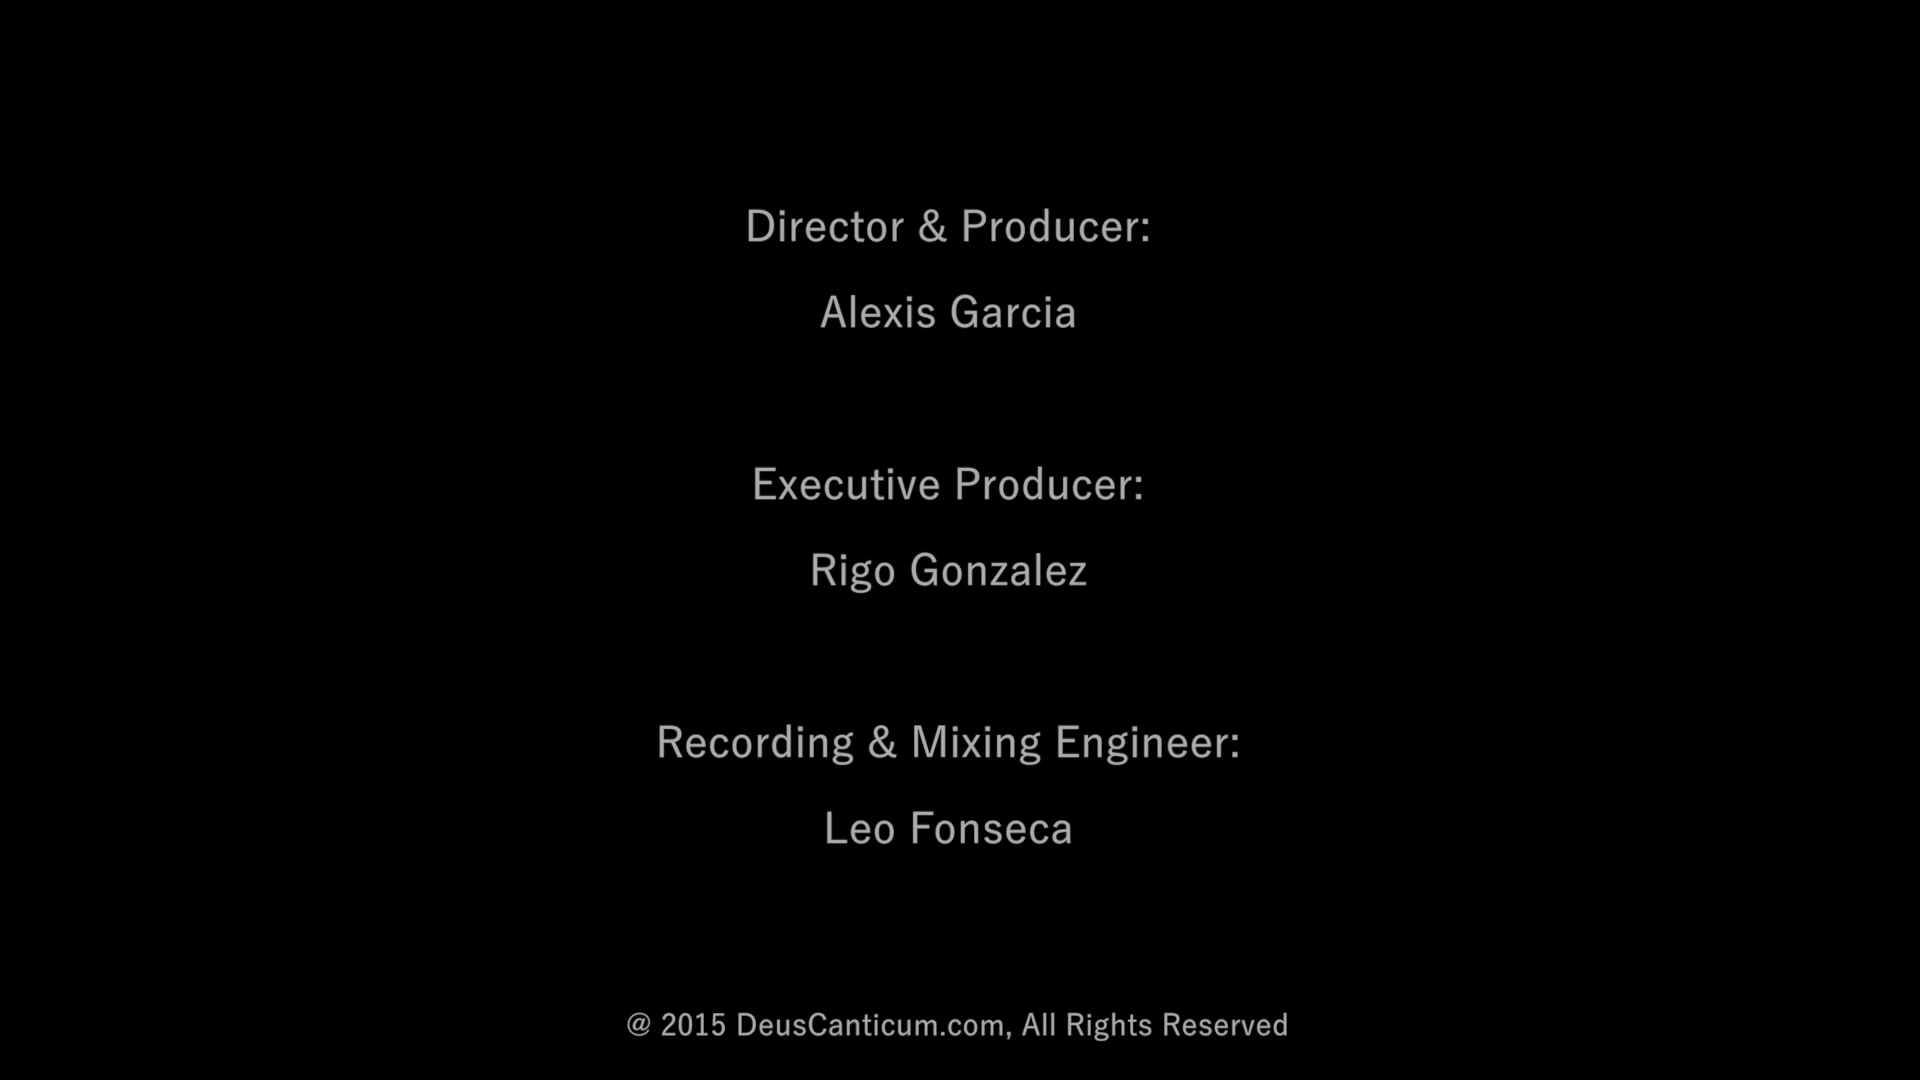 Director & Producer:
Alexis Garcia
Executive Producer:
Rigo Gonzalez
Recording & Mixing Engineer:
Leo Fonseca
@ 2015 DeusCanticum.com, All Rights Reserved